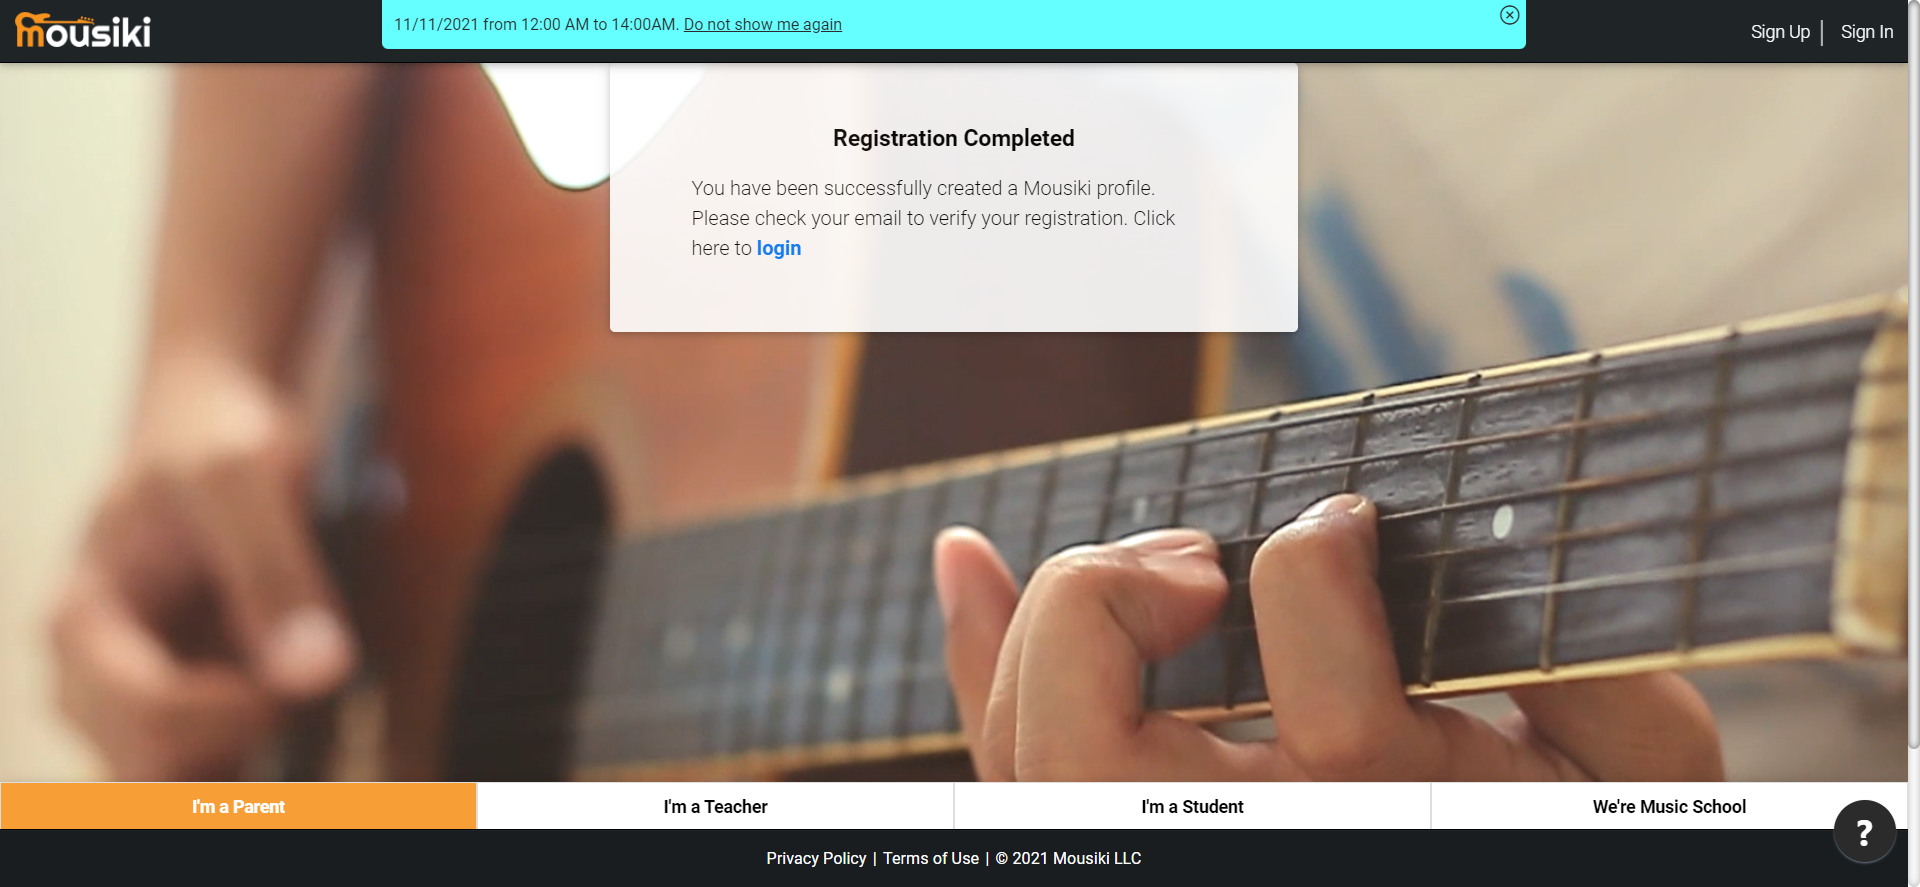 mousiki
11/11/2021 from 12:00 AM to 14:00AM. Do not show me again
Sign Up
Sign In
Registration Completed
You have been successfully created a Mousiki profile.
Please check your email to verify your registration. Click
here to login
I'm a Parent
I'm a Teacher
I'm a Student
We're Music School
?
Privacy Policy | Terms of Use | © 2021 Mousiki LLC